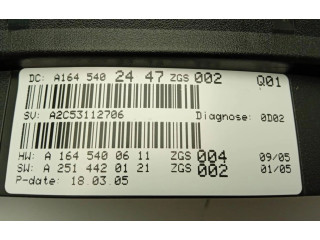 DC: A164 540 24 47 ZGS 002 Q01
SV: A2C53112706 Diagnose: 0D02
HW: A 164 540 06 11 ZGS 004 09/05
SW: A 251 442 01 21 ZGS 002 01/05
P-date: 18.03.05